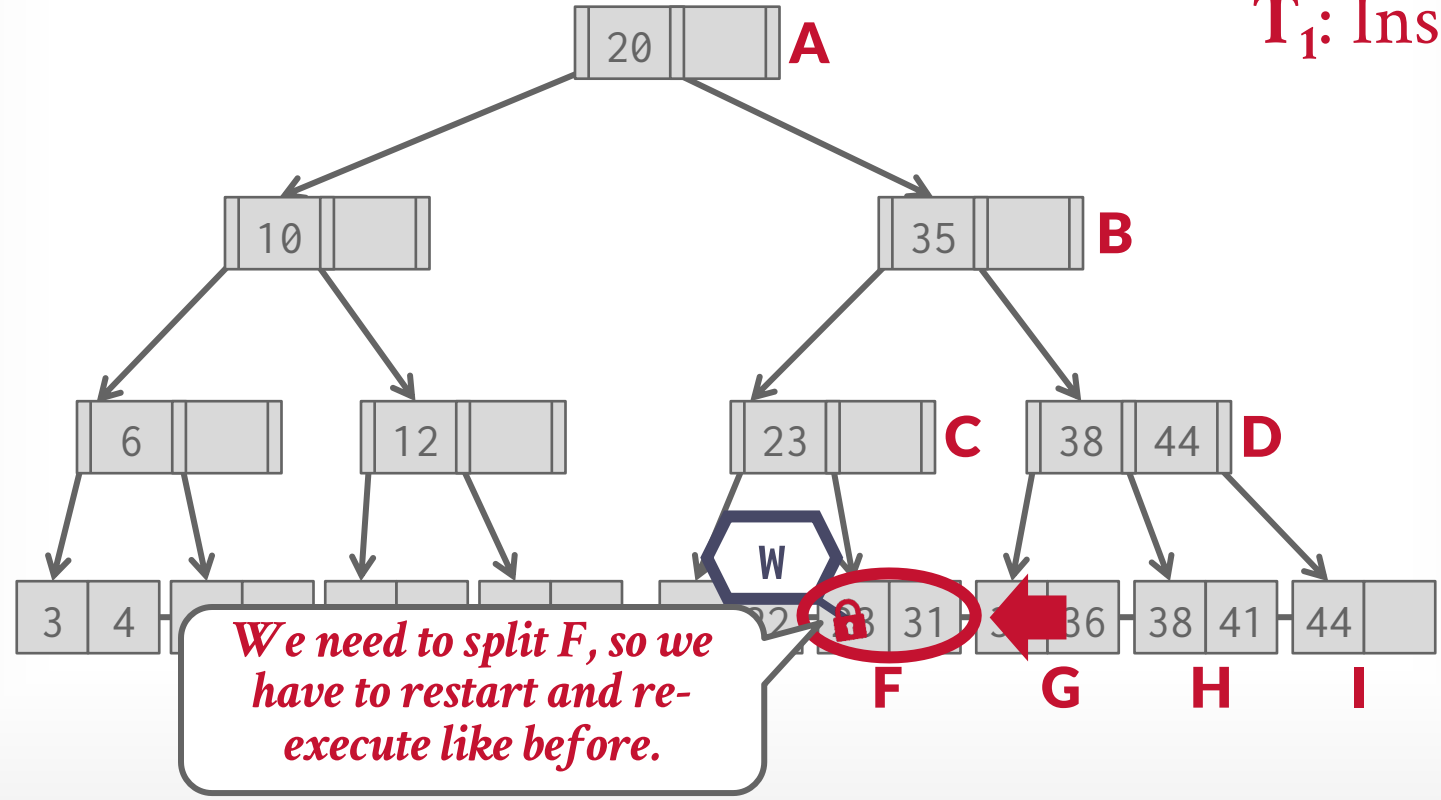 T1: Ins
20 A
10 35 B
6 12 23 C 38 44 D
W
3 4 31 36 38 41 44
We need to split F, so we
have to restart and re-
execute like before.
F G H I